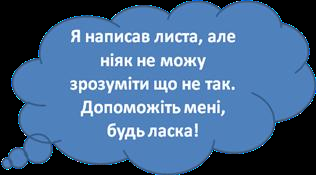 Я написав листа, але
ніяк не можу
зрозуміти що не так.
Допоможіть мені,
будь ласка!